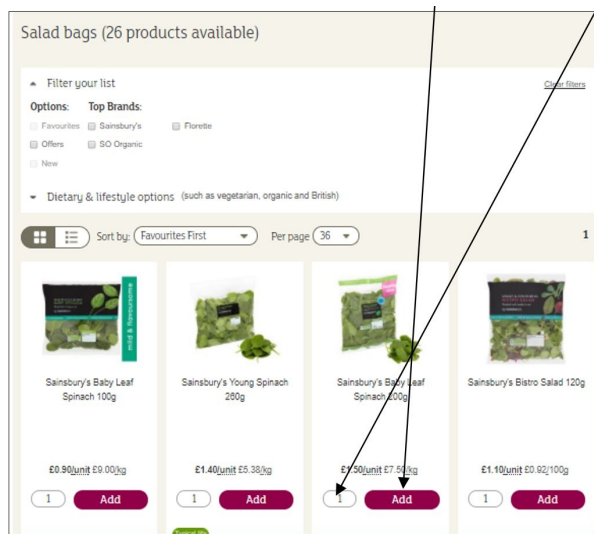 Salad bags (26 products available)
Filter your list
Clear filters
Options: Top Brands:
Favourites Sainsbury's Florette
Offers SO Organic
New
Dietary & lifestyle options (such as vegetarian, organic and British)
Sort by: Favourites First Per page 36 1
mild & flavoursome
Sainsbury's Baby Leaf Spinach 100g
Sainsbury's Young Spinach 260g
Sainsbury's Baby Leaf Spinach 200g
Sainsbury's Bistro Salad 120g
£0.90/unit £9.00/kg
£1.40/unit £5.38/kg
£1.50/unit £7.50/kg
£1.10/unit £0.92/100g
1 Add
1 Add
1 Add
1 Add